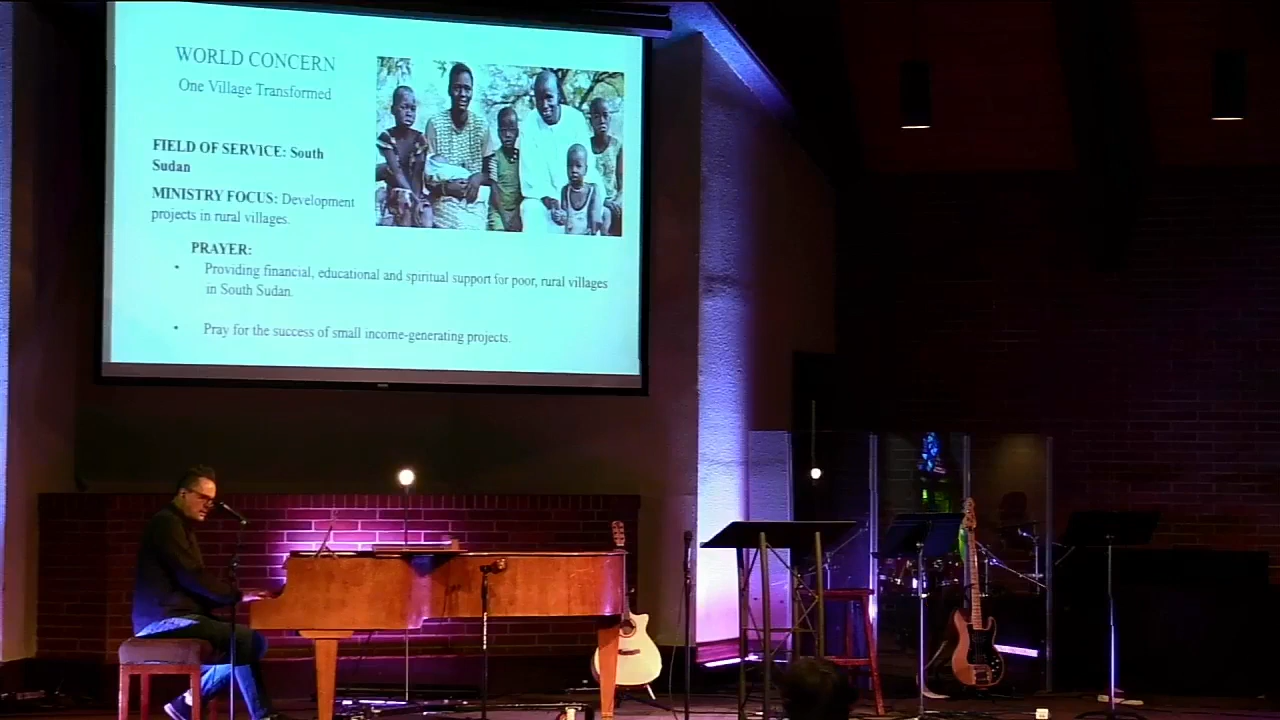 WORLD CONCERN
One Village Transformed
FIELD OF SERVICE: South
Sudan
MINISTRY FOCUS: Development
projects in rural villages.
PRAYER:
• Providing financial, educational and spiritual support for poor, rural villages
in South Sudan.
• Pray for the success of small income-generating projects.